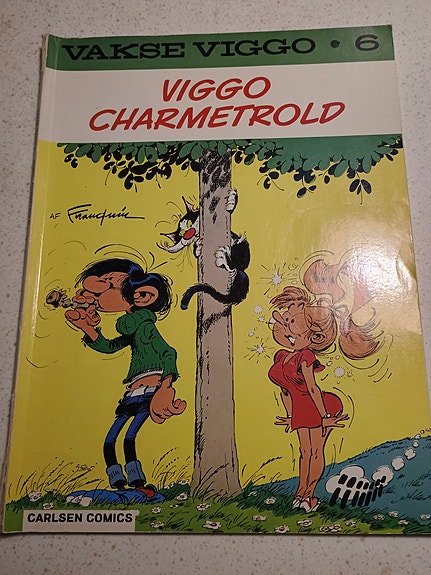 VAKSE VIGGO • 6
VIGGO
CHARMETROLD
AF Franquin
CARLSEN COMICS